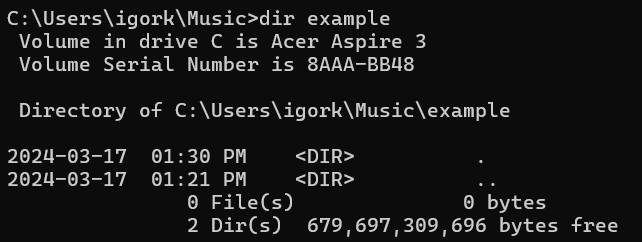 C:\Users\igork\Music>dir example
 Volume in drive C is Acer Aspire 3
 Volume Serial Number is 8AAA-BB48

 Directory of C:\Users\igork\Music\example

2024-03-17  01:30 PM    <DIR>          .
2024-03-17  01:21 PM    <DIR>          ..
               0 File(s)              0 bytes
               2 Dir(s)  679,697,309,696 bytes free